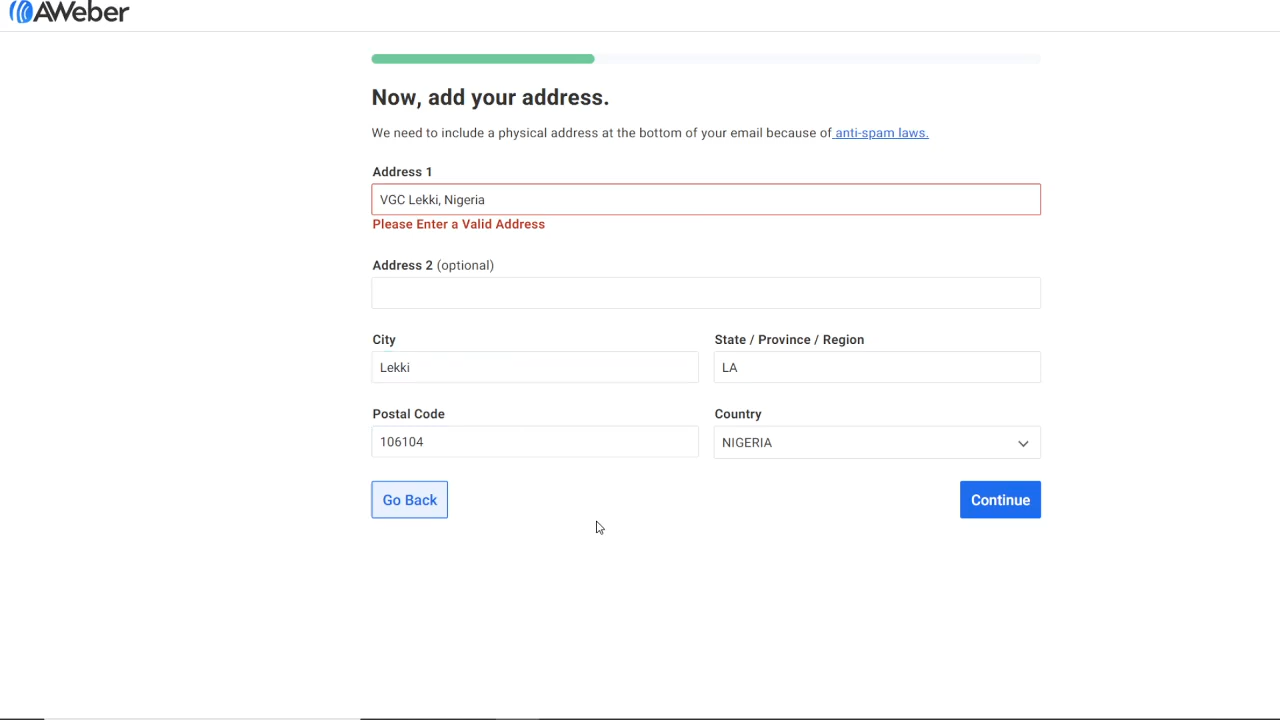 AWeber
Now, add your address.
We need to include a physical address at the bottom of your email because of anti-spam laws.
Address 1
VGC Lekki, Nigeria
Please Enter a Valid Address
Address 2 (optional)
City
State / Province / Region
Lekki
LA
Postal Code
Country
106104
NIGERIA
Go Back
Continue